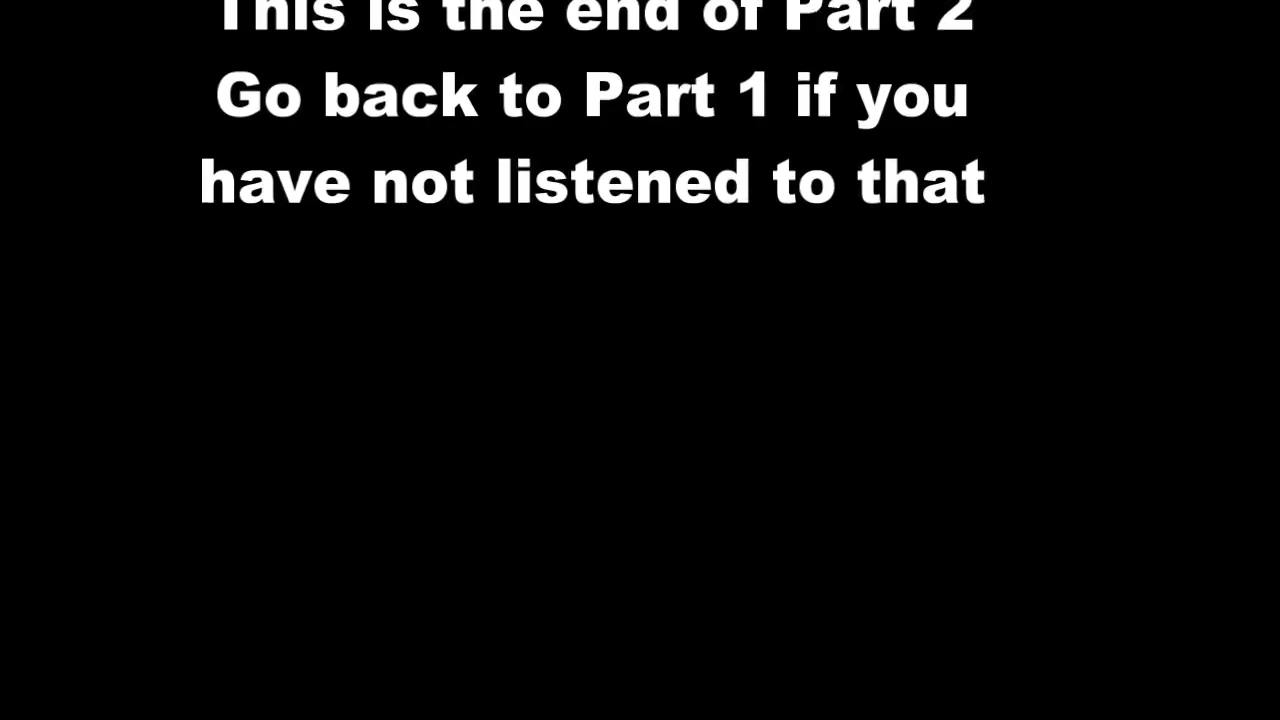 This is the end of Part 2
Go back to Part 1 if you
have not listened to that